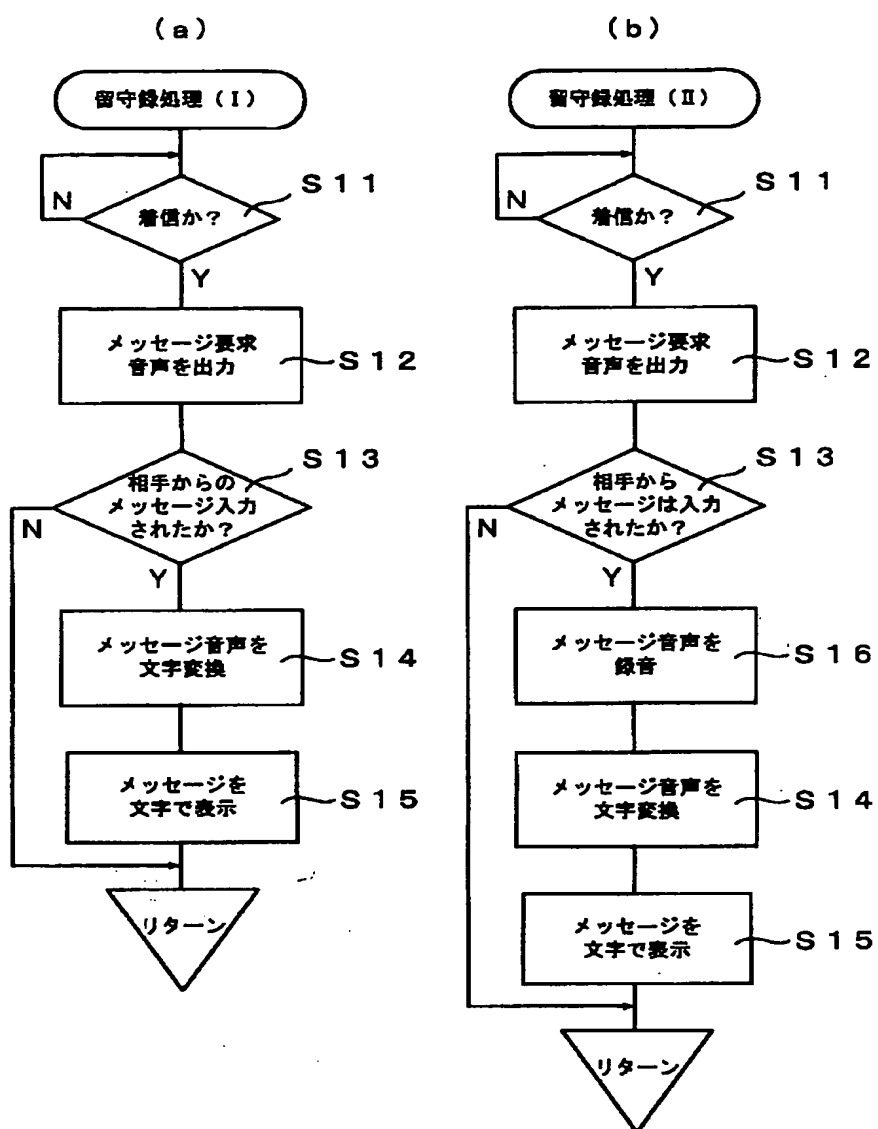 (a)
留守録処理(I)
着信か?
S11
N
Y
メッセージ要求
音声を出力
S12
相手からの
メッセージ入力
されたか?
S13
N
Y
メッセージ音声を
文字変換
S14
メッセージを
文字で表示
S15
リターン
(b)
留守録処理(II)
着信か?
S11
N
Y
メッセージ要求
音声を出力
S12
相手から
メッセージは入力
されたか?
S13
N
Y
メッセージ音声を
録音
S16
メッセージ音声を
文字変換
S14
メッセージを
文字で表示
S15
リターン